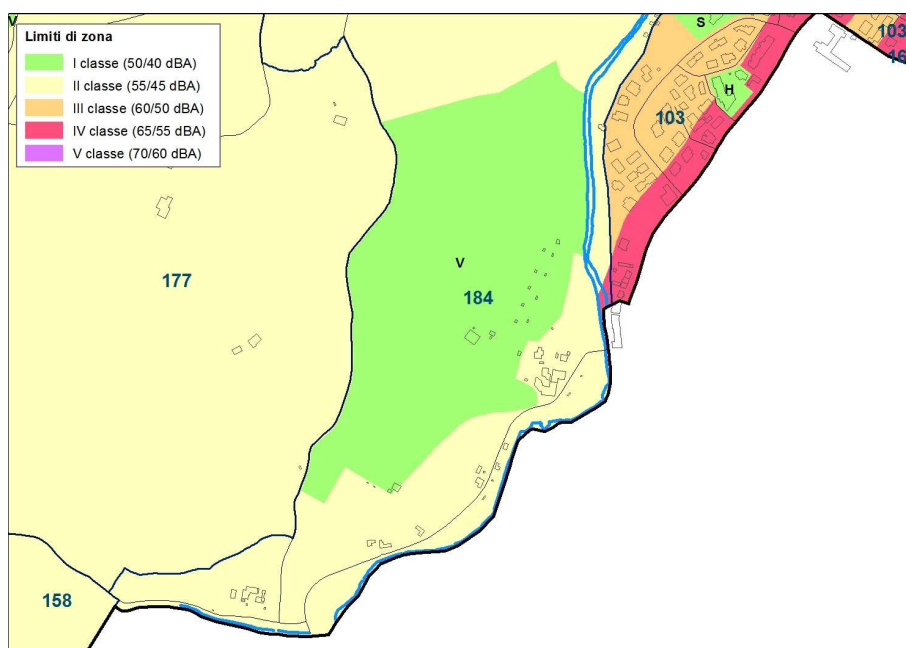 V
Limiti di zona
I classe (50/40 dBA)
II classe (55/45 dBA)
III classe (60/50 dBA)
IV classe (65/55 dBA)
V classe (70/60 dBA)
S
103
16
H
103
V
177
184
158